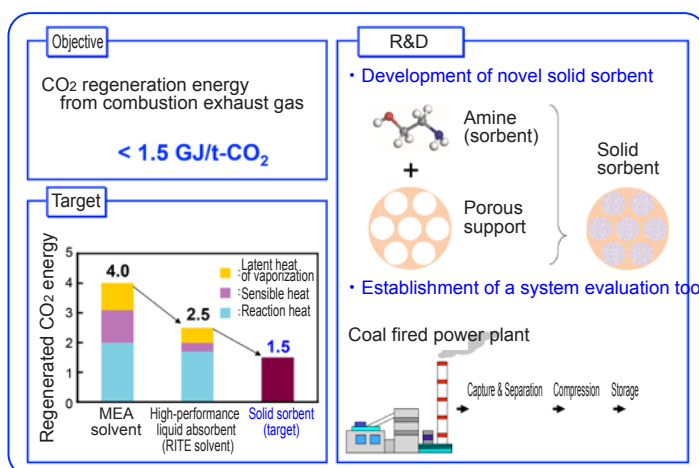 Objective
CO2 regeneration energy
from combustion exhaust gas
< 1.5 GJ/t-CO2
Target
Regenerated CO2 energy
5
4
3
2
1
0
4.0
2.5
1.5
:Latent heat
of vaporization
:Sensible heat
:Reaction heat
MEA
solvent
High-performance
liquid absorbent
(RITE solvent)
Solid sorbent
(target)
R&D
・Development of novel solid sorbent
Amine
(sorbent)
+
Porous
support
Solid
sorbent
・Establishment of a system evaluation too
Coal fired power plant
Capture & Separation
Compression
Storage